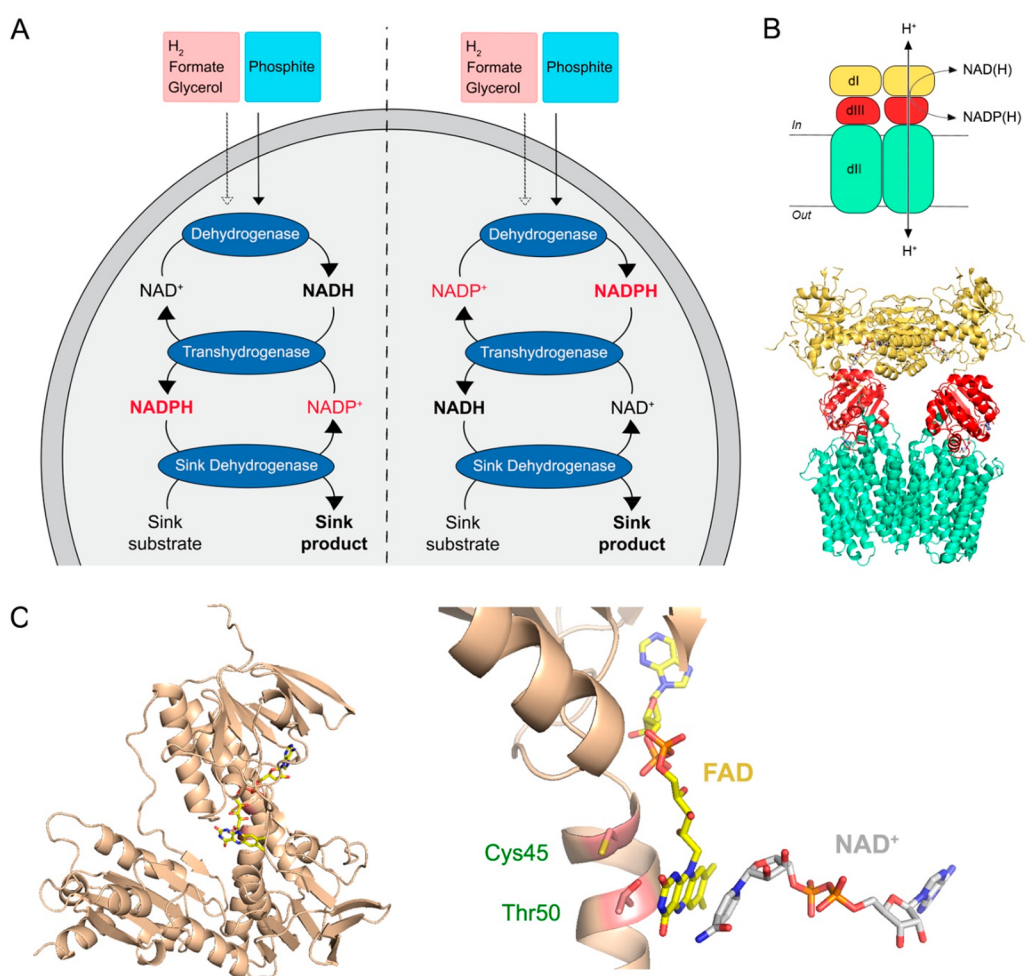 A
H2
Formate
Glycerol
Phosphite
H2
Formate
Glycerol
Phosphite
Dehydrogenase
Dehydrogenase
NAD+
NADH
NADP+
NADPH
Transhydrogenase
Transhydrogenase
NADPH
NADP+
NADH
NAD+
Sink Dehydrogenase
Sink Dehydrogenase
Sink
substrate
Sink
product
Sink
substrate
Sink
product
B
H+
dI
NAD(H)
dIII
NADP(H)
In
dII
Out
H+
C
FAD
Cys45
NAD+
Thr50